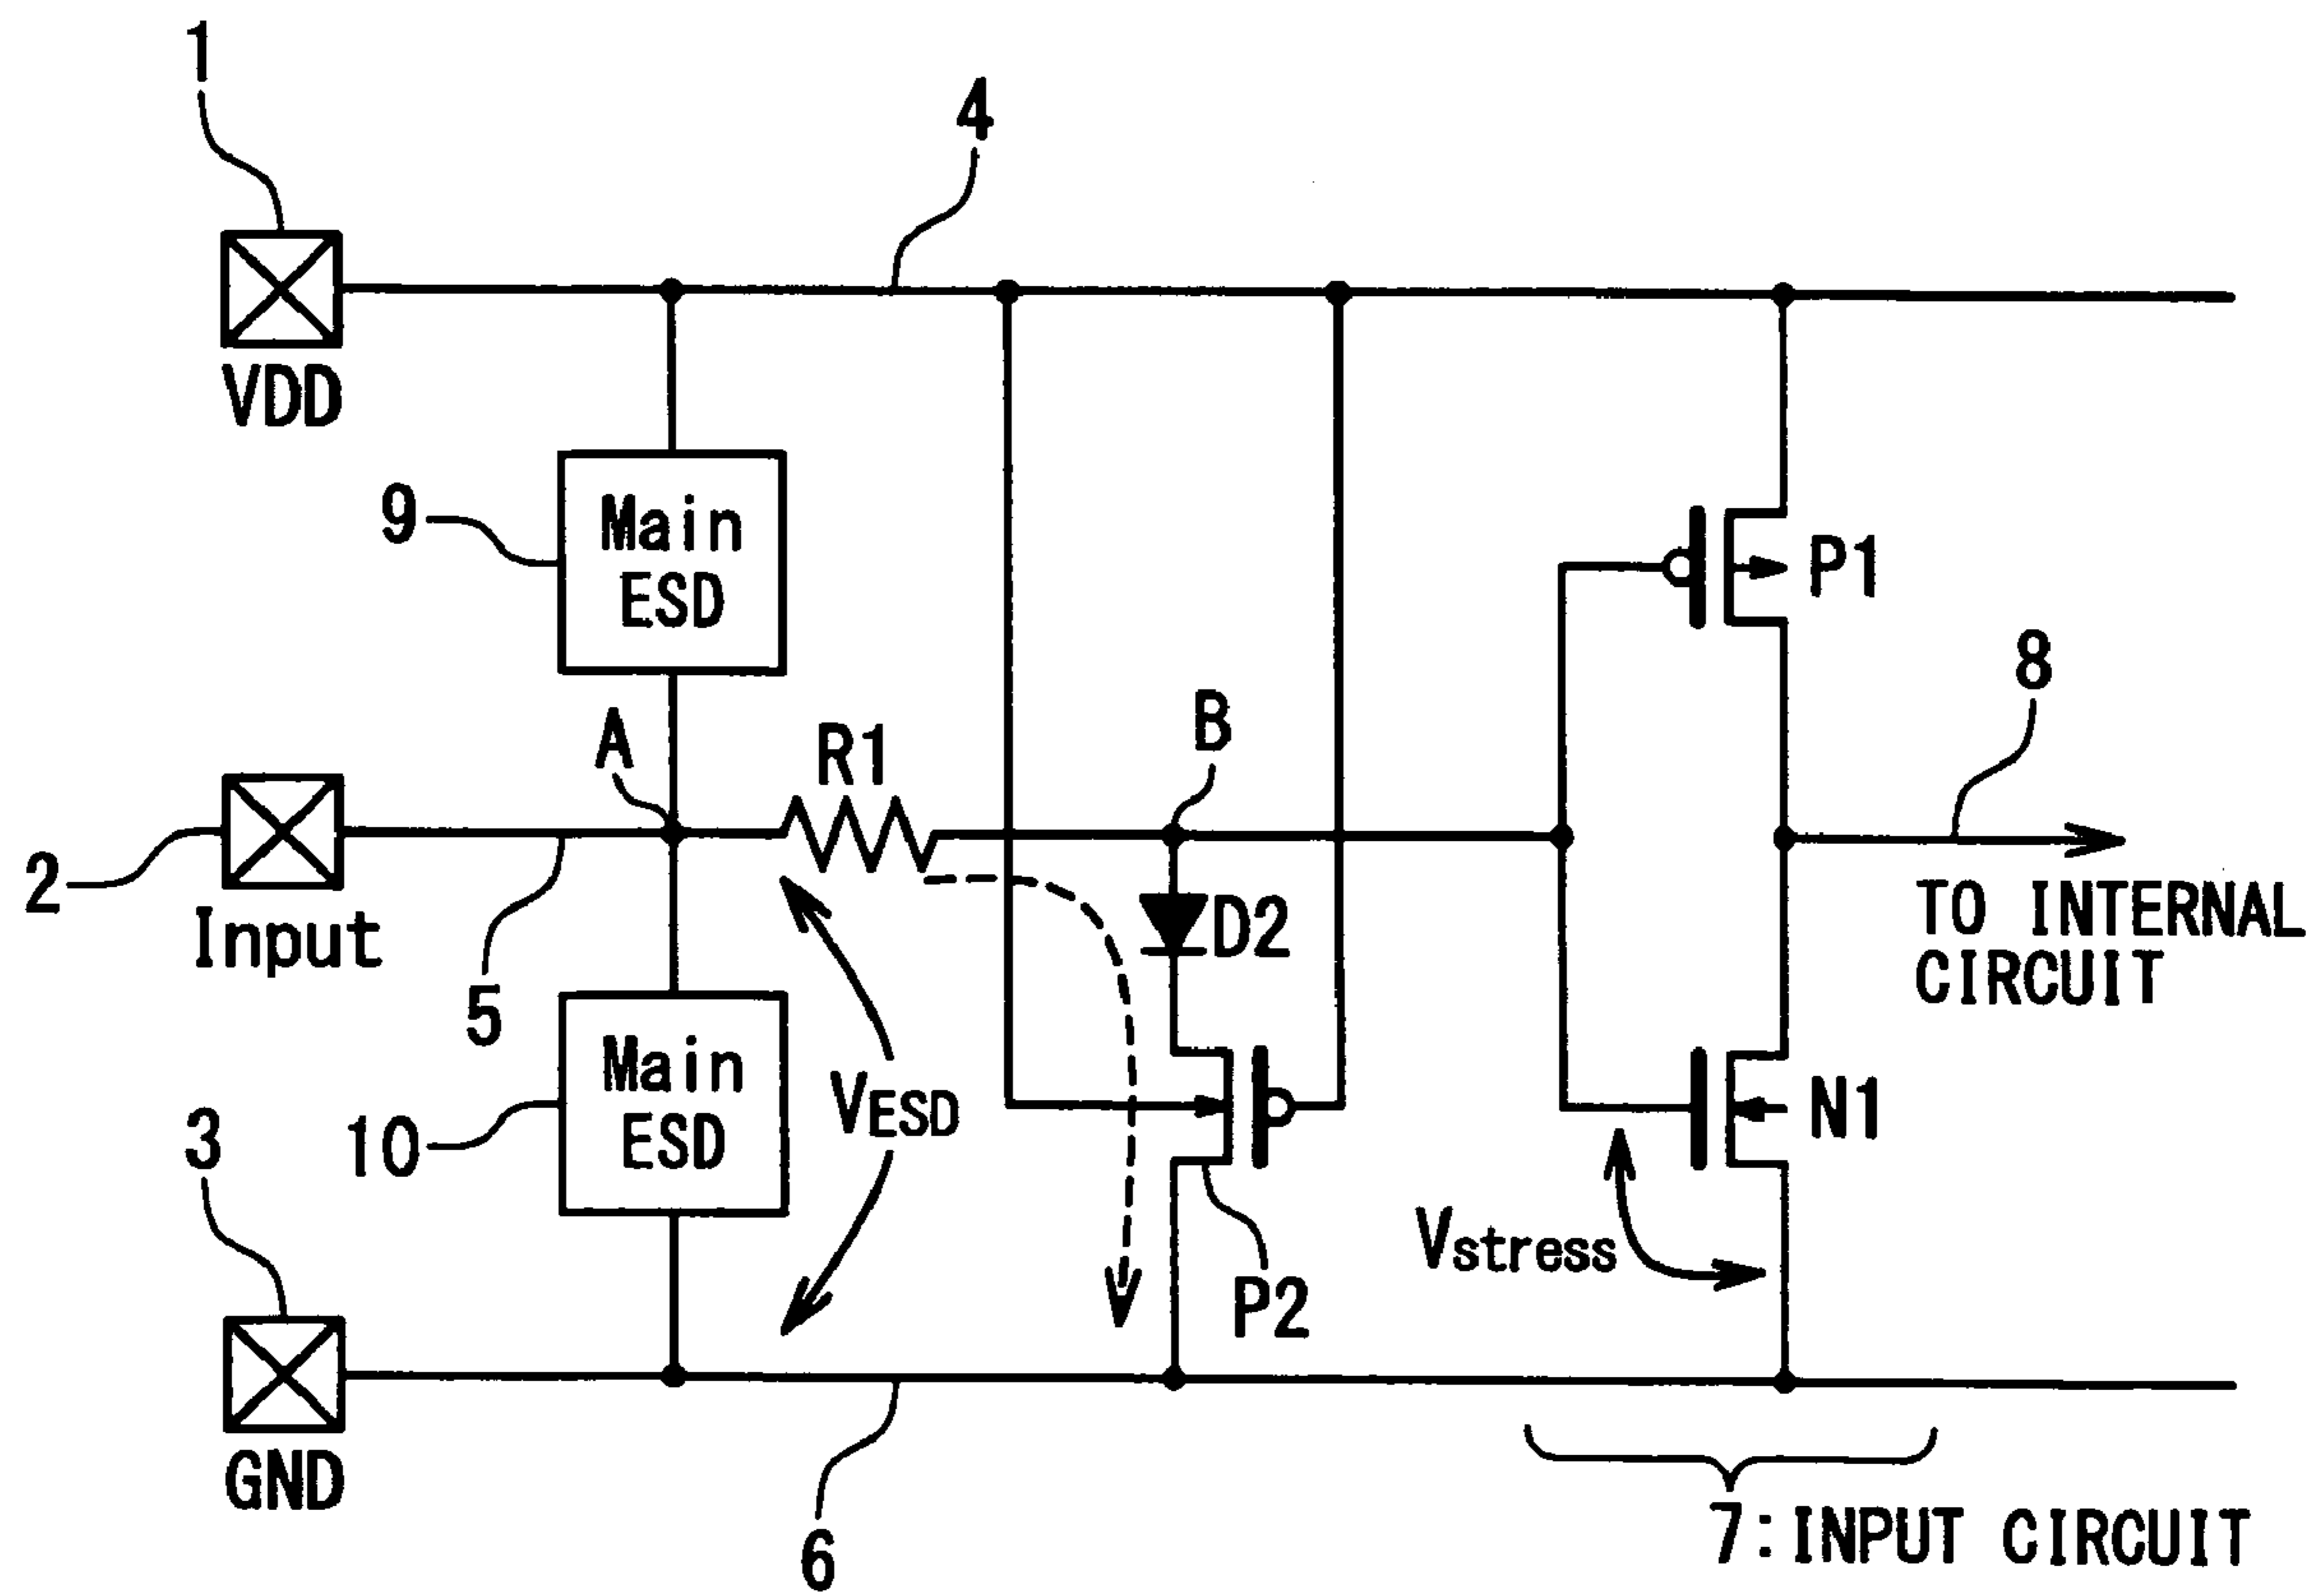 1
4
VDD
9
Main
ESD
P1
A
R1
B
8
2
Input
5
D2
TO INTERNAL
CIRCUIT
3
10
Main
ESD
VESD
N1
Vstress
P2
GND
6
7:INPUT CIRCUIT